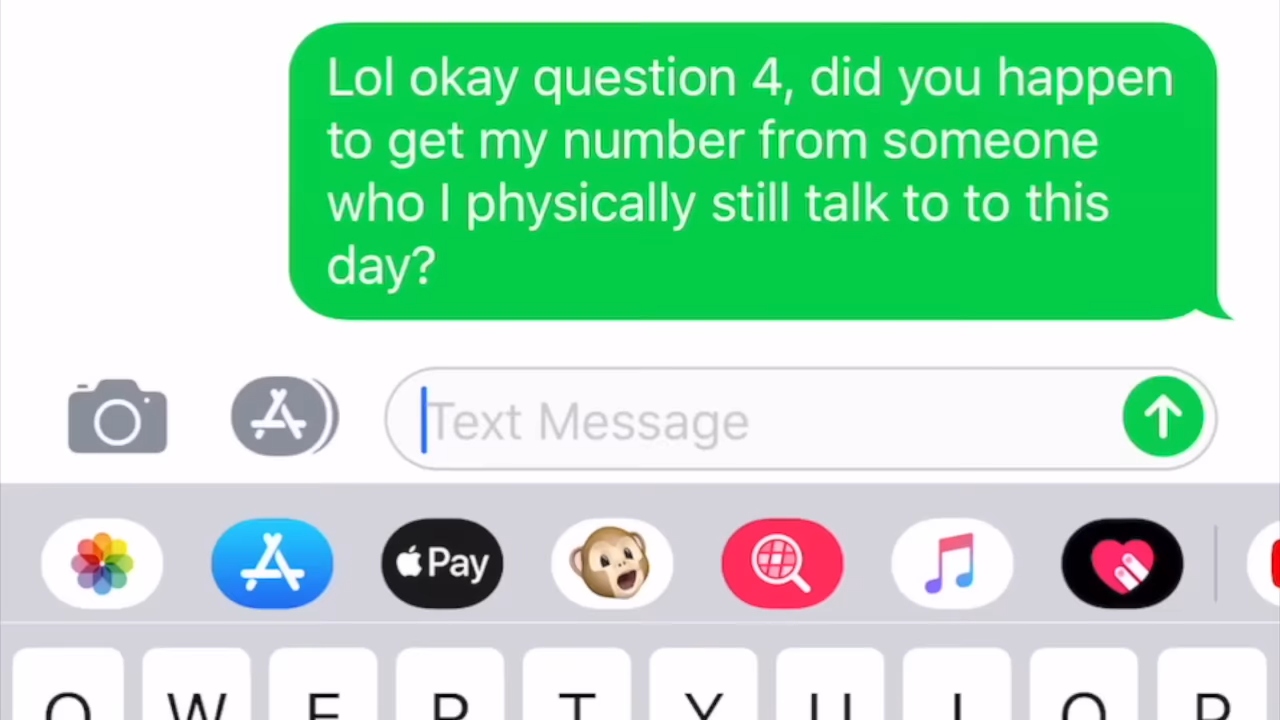 Lol okay question 4, did you happen
to get my number from someone
who I physically still talk to to this
day?
Text Message
Pay
Q W E R T Y U I O P